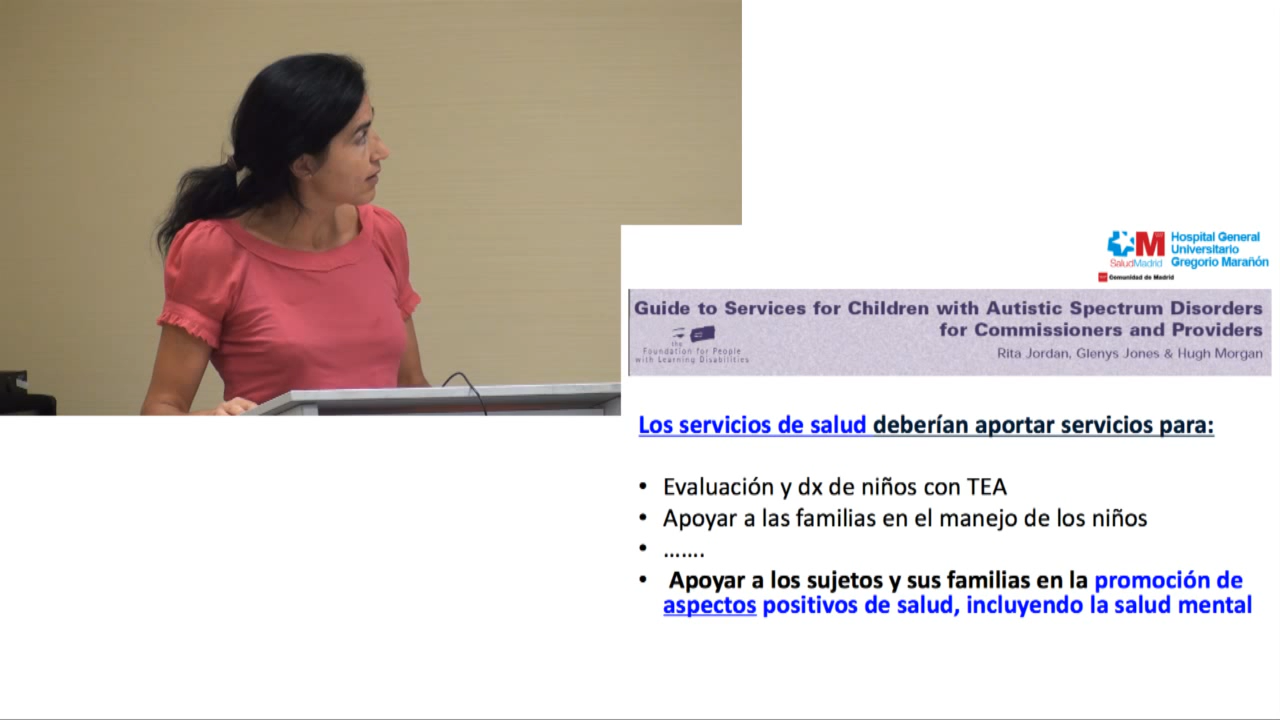 Hospital General
Universitario
Gregorio Marañón
SaludMadrid
Comunidad de Madrid
Guide to Services for Children with Autistic Spectrum Disorders
for Commissioners and Providers
the
Foundation for People
with Learning Disabilities
Rita Jordan, Glenys Jones & Hugh Morgan
Los servicios de salud deberían aportar servicios para:
• Evaluación y dx de niños con TEA
• Apoyar a las familias en el manejo de los niños
• …….
• Apoyar a los sujetos y sus familias en la promoción de
aspectos positivos de salud, incluyendo la salud mental